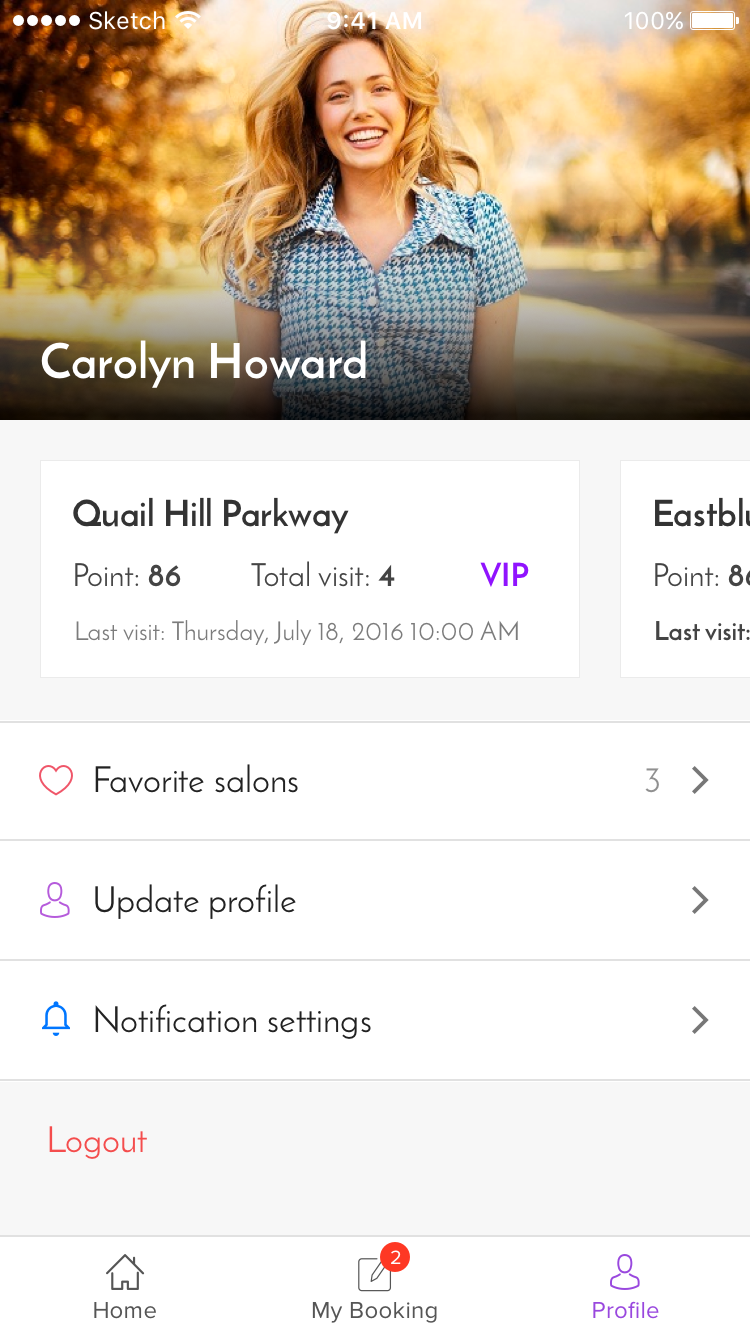 Sketch 9:41 AM 100%
Carolyn Howard
Quail Hill Parkway
Point: 86 Total visit: 4 VIP
Last visit: Thursday, July 18, 2016 10:00 AM
Point:
Last visit:
Favorite salons 3
Update profile
Notification settings
Logout
2
Home My Booking Profile